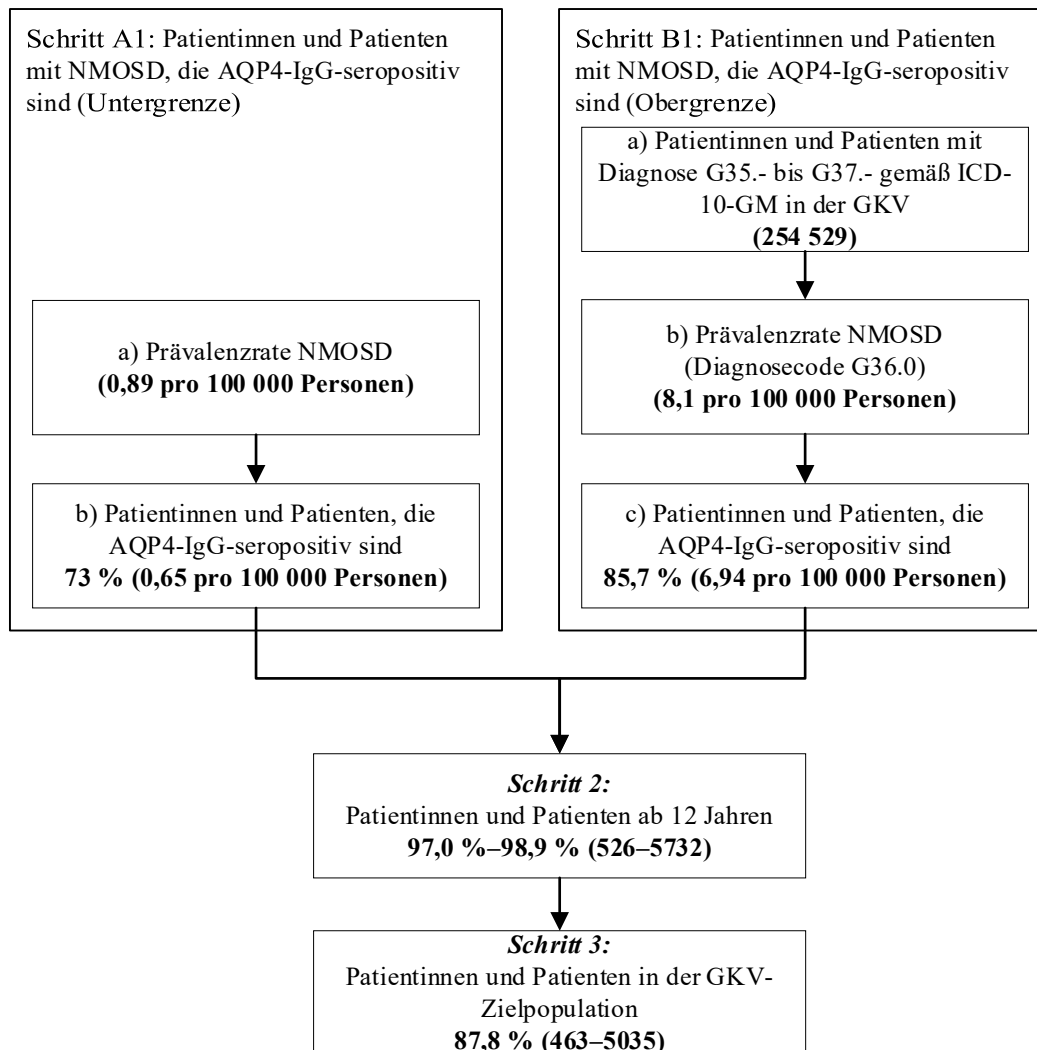 Schritt A1: Patientinnen und Patienten
mit NMOSD, die AQP4-IgG-seropositiv
sind (Untergrenze)
a) Prävalenzrate NMOSD
(0,89 pro 100 000 Personen)
b) Patientinnen und Patienten, die
AQP4-IgG-seropositiv sind
73 % (0,65 pro 100 000 Personen)
Schritt B1: Patientinnen und Patienten
mit NMOSD, die AQP4-IgG-seropositiv
sind (Obergrenze)
a) Patientinnen und Patienten mit
Diagnose G35.- bis G37.- gemäß ICD-
10-GM in der GKV
(254 529)
b) Prävalenzrate NMOSD
(Diagnosecode G36.0)
(8,1 pro 100 000 Personen)
c) Patientinnen und Patienten, die
AQP4-IgG-seropositiv sind
85,7 % (6,94 pro 100 000 Personen)
Schritt 2:
Patientinnen und Patienten ab 12 Jahren
97,0 %–98,9 % (526–5732)
Schritt 3:
Patientinnen und Patienten in der GKV-
Zielpopulation
87,8 % (463–5035)